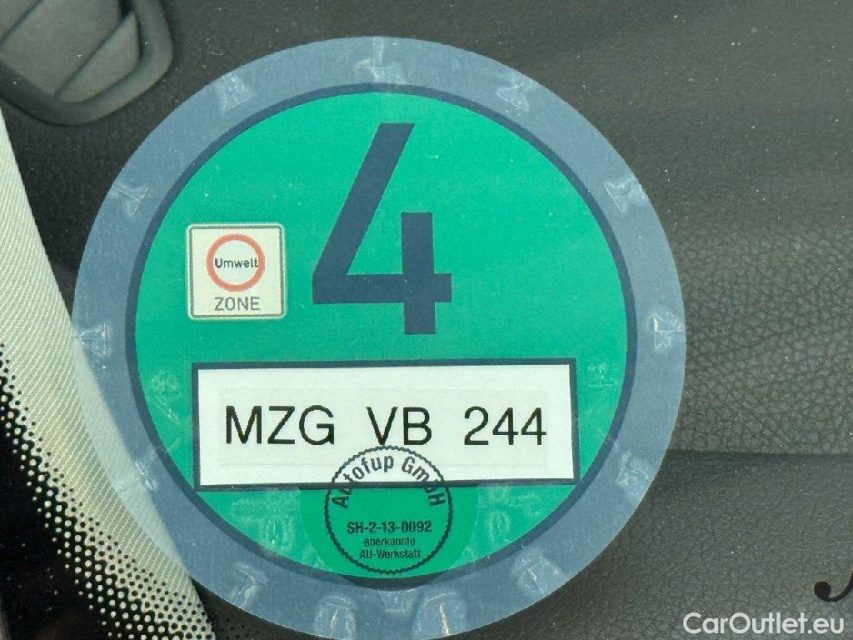 4
Umwelt
ZONE
MZG VB 244
Autofup GmbH
SH-2-13-0092
anerkannte
AU-Werkstatt
CarOutlet.eu